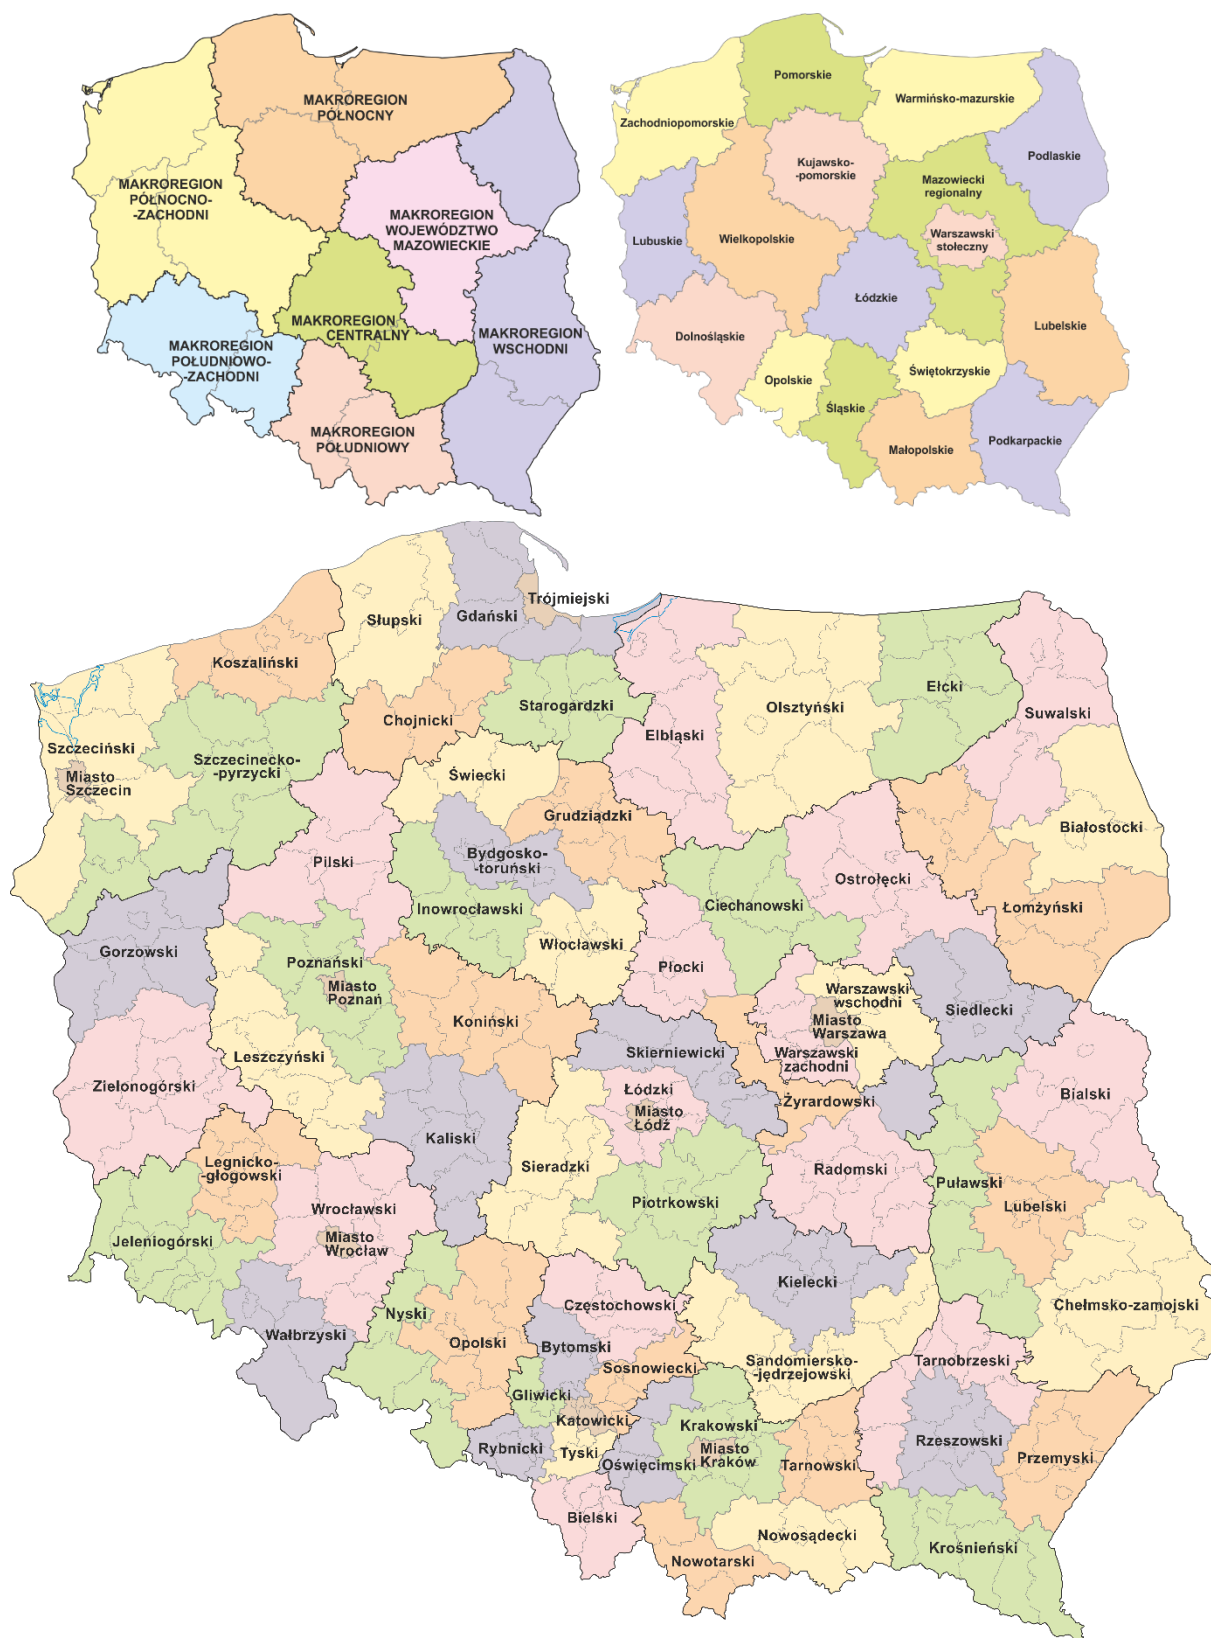 MAKROREGION
PÓŁNOCNY
MAKROREGION
PÓŁNOCNO-
-ZACHODNI
MAKROREGION
WOJEWÓDZTWO
MAZOWIECKIE
MAKROREGION
CENTRALNY
MAKROREGION
WSCHODNI
MAKROREGION
POŁUDNIOWO-
-ZACHODNI
MAKROREGION
POŁUDNIOWY
Pomorskie
Warmińsko-mazurskie
Zachodniopomorskie
Kujawsko-
-pomorskie
Podlaskie
Mazowiecki
regionalny
Lubuskie
Wielkopolskie
Warszawski
stołeczny
Łódzkie
Dolnośląskie
Lubelskie
Opolskie
Świętokrzyskie
Śląskie
Małopolskie
Podkarpackie
Trójmiejski
Słupski
Gdański
Koszaliński
Chojnicki
Starogardzki
Elbląski
Olsztyński
Ełcki
Suwalski
Szczeciński
Miasto
Szczecin
Szczecinecko-
-pyrzycki
Świecki
Grudziądzki
Białostocki
Pilski
Bydgosko-
-toruński
Inowrocławski
Włocławski
Ciechanowski
Ostrołęcki
Łomżyński
Gorzowski
Poznański
Miasto
Poznań
Płocki
Warszawski
wschodni
Miasto
Warszawa
Warszawski
zachodni
Siedlecki
Koniński
Leszczyński
Skierniewicki
Zielonogórski
Łódzki
Miasto
Łódź
Żyrardowski
Bialski
Kaliski
Sieradzki
Legnicko-
-głogowski
Radomski
Puławski
Lubelski
Piotrkowski
Wrocławski
Miasto
Wrocław
Jeleniogórski
Kielecki
Chełmsko-zamojski
Wałbrzyski
Nyski
Opolski
Częstochowski
Bytomski
Sosnowiecki
Sandomiersko-
-jędrzejowski
Tarnobrzeski
Gliwicki
Katowicki
Krakowski
Miasto
Kraków
Rybnicki
Tyski
Oświęcimski
Tarnowski
Rzeszowski
Przemyski
Bielski
Nowotarski
Nowosądecki
Krośnieński